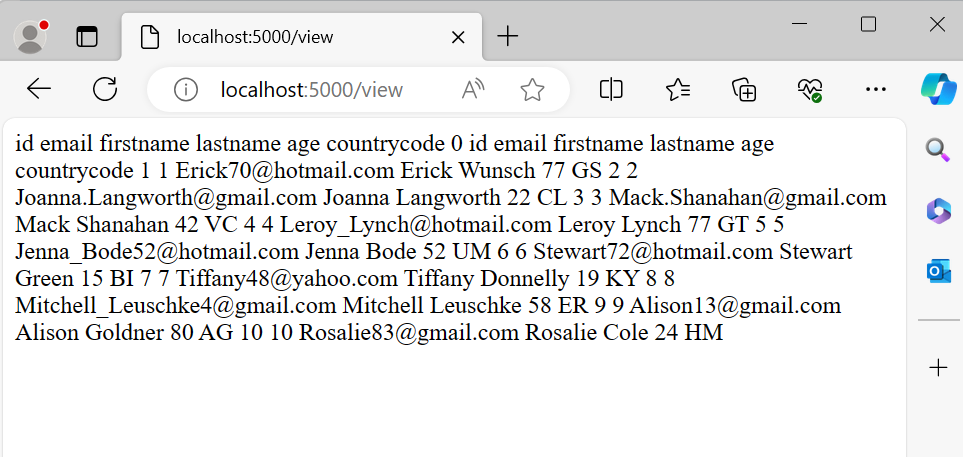 localhost:5000/view
localhost:5000/view
id email firstname lastname age countrycode 0 id email firstname lastname age
countrycode 1 1 Erick70@hotmail.com Erick Wunsch 77 GS 2 2
Joanna.Langworth@gmail.com Joanna Langworth 22 CL 3 3 Mack.Shanahan@gmail.com
Mack Shanahan 42 VC 4 4 Leroy_Lynch@hotmail.com Leroy Lynch 77 GT 5 5
Jenna_Bode52@hotmail.com Jenna Bode 52 UM 6 6 Stewart72@hotmail.com Stewart
Green 15 BI 7 7 Tiffany48@yahoo.com Tiffany Donnelly 19 KY 8 8
Mitchell_Leuschke4@gmail.com Mitchell Leuschke 58 ER 9 9 Alison13@gmail.com
Alison Goldner 80 AG 10 10 Rosalie83@gmail.com Rosalie Cole 24 HM